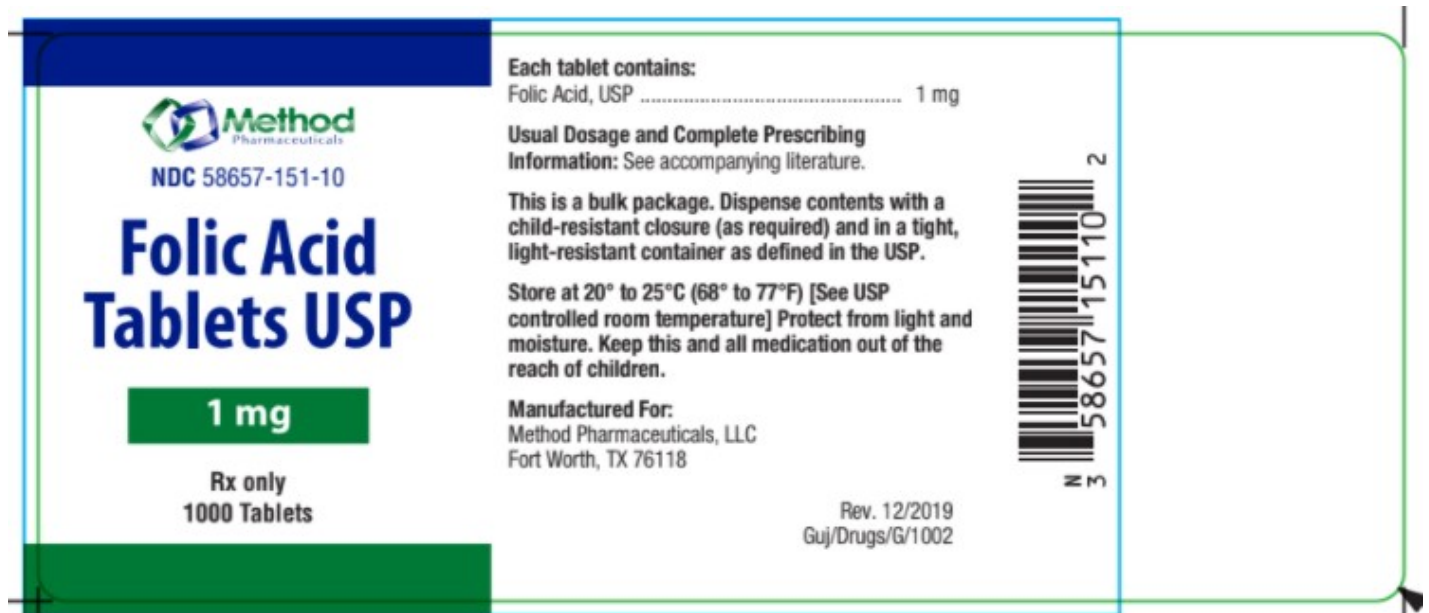 Method
Pharmaceuticals
NDC 58657-151-10
Folic Acid
Tablets USP
1 mg
Rx only
1000 Tablets
Each tablet contains:
Folic Acid, USP ................................................. 1 mg
Usual Dosage and Complete Prescribing
Information: See accompanying literature.
This is a bulk package. Dispense contents with a
child-resistant closure (as required) and in a tight,
light-resistant container as defined in the USP.
Store at 20° to 25°C (68° to 77°F) [See USP
controlled room temperature] Protect from light and
moisture. Keep this and all medication out of the
reach of children.
Manufactured For:
Method Pharmaceuticals, LLC
Fort Worth, TX 76118
Rev. 12/2019
Guj/Drugs/G/1002
N 3 58657 15110 2